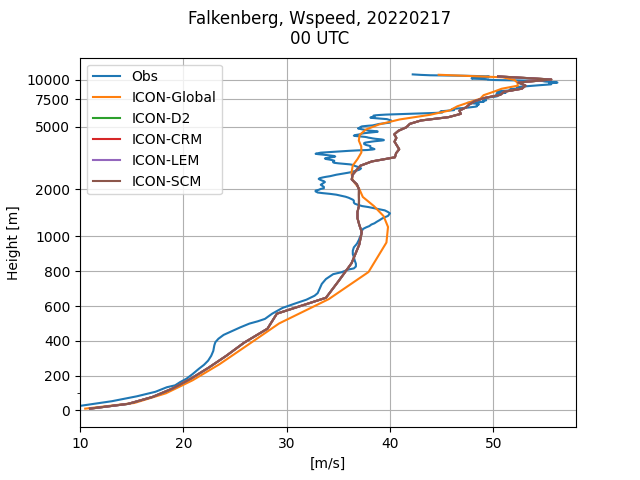 Falkenberg, Wspeed, 20220217
00 UTC
Obs
ICON-Global
ICON-D2
ICON-CRM
ICON-LEM
ICON-SCM
10000
7500
5000
2000
1000
800
600
400
200
0
Height [m]
10 20 30 40 50
[m/s]